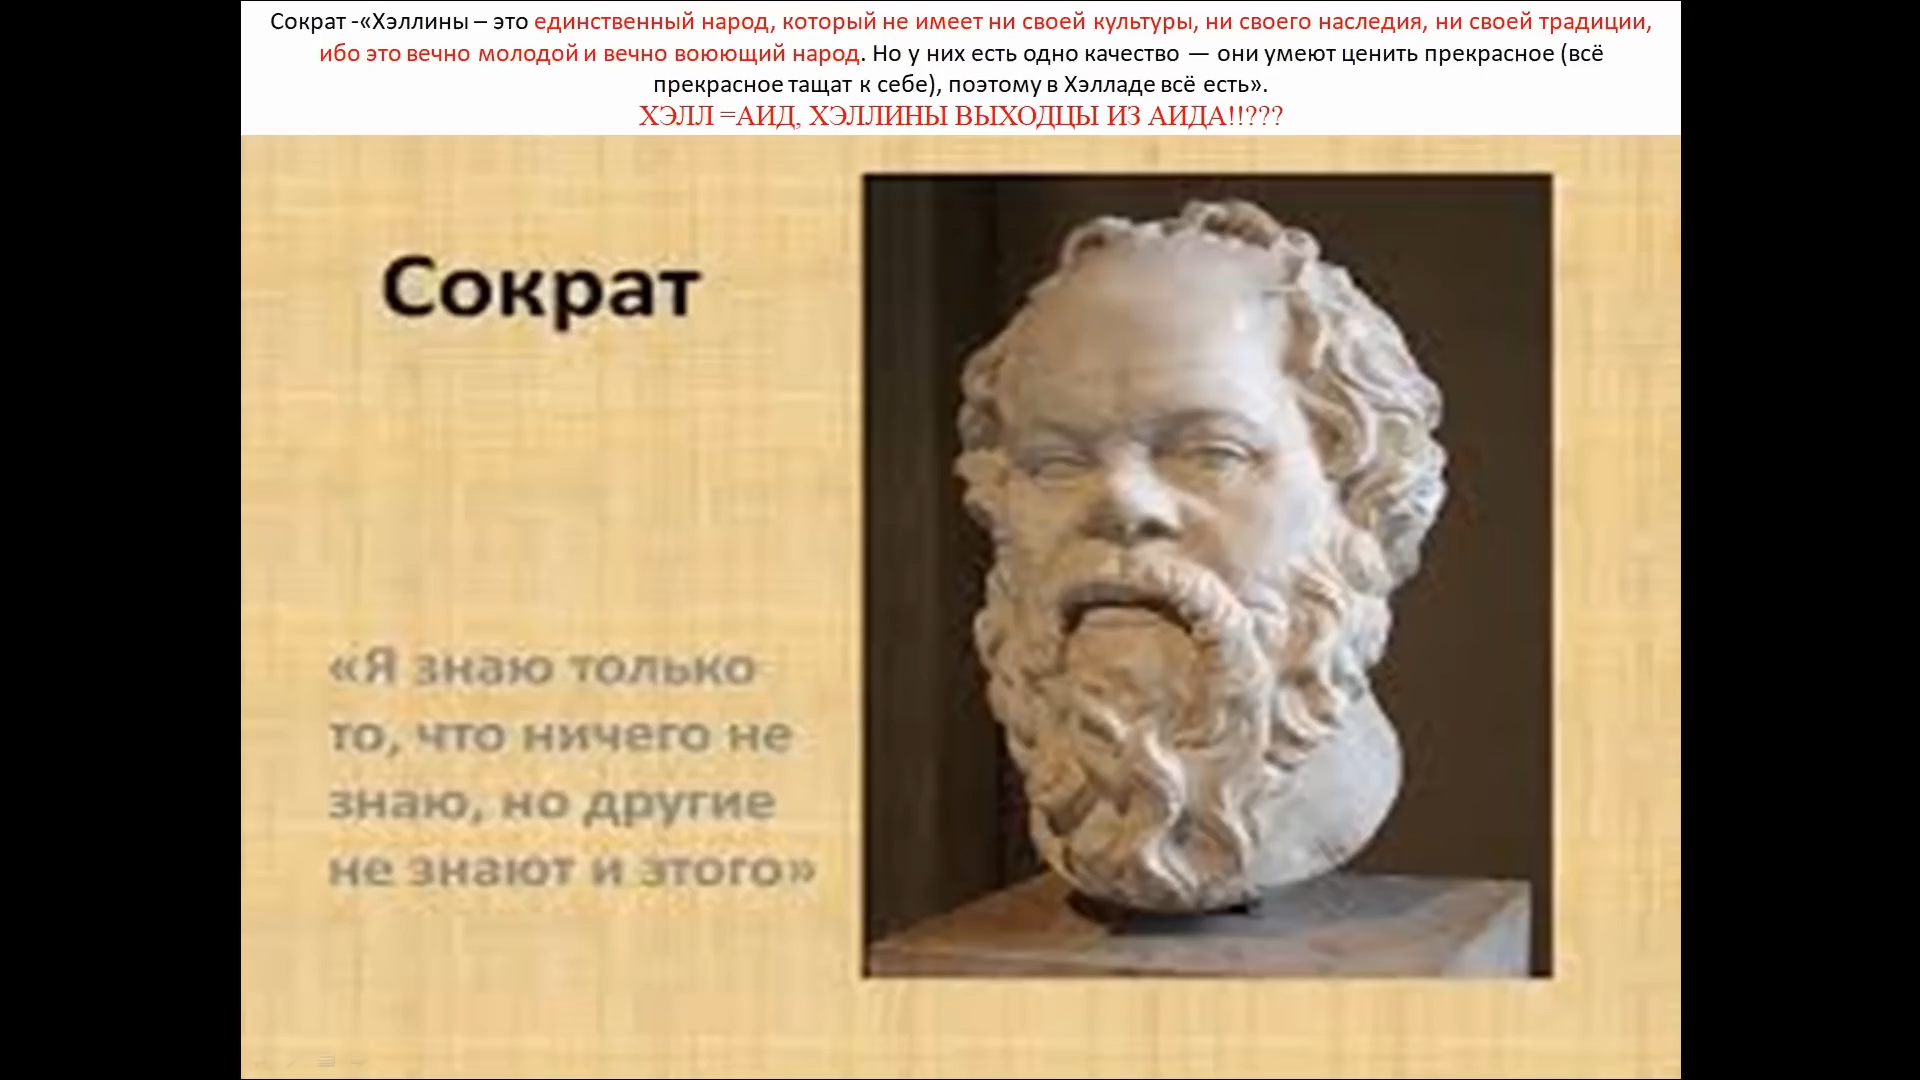 Сократ -«Хэллины – это единственный народ, который не имеет ни своей культуры, ни своего наследия, ни своей традиции,
ибо это вечно молодой и вечно воюющий народ. Но у них есть одно качество — они умеют ценить прекрасное (всё
прекрасное тащат к себе), поэтому в Хэлладе всё есть».
ХЭЛЛ =АИД, ХЭЛЛИНЫ ВЫХОДЦЫ ИЗ АИДА!!???
Сократ
«Я знаю только
то, что ничего не
знаю, но другие
не знают и этого»